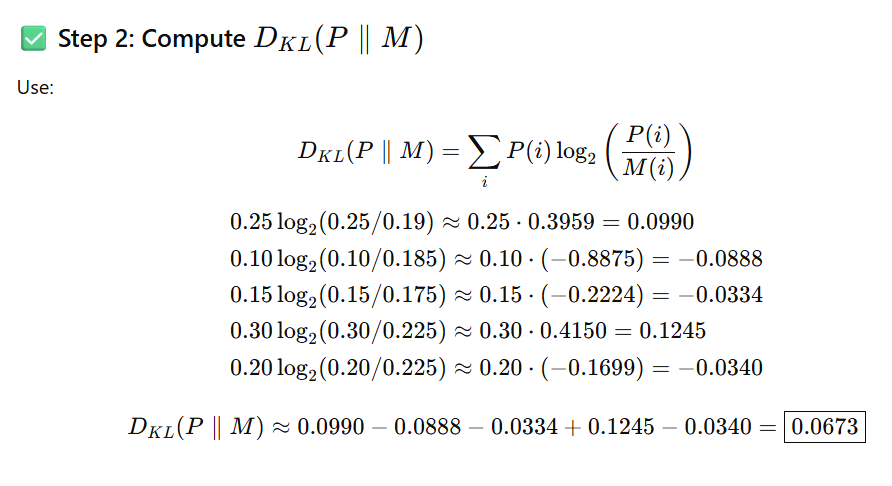 ✅ Step 2: Compute $D_{KL}(P \parallel M)$
Use:
$D_{KL}(P \parallel M) = \sum_i P(i) \log_2 \left( \frac{P(i)}{M(i)} \right)$
$0.25 \log_2(0.25/0.19) \approx 0.25 \cdot 0.3959 = 0.0990$
$0.10 \log_2(0.10/0.185) \approx 0.10 \cdot (-0.8875) = -0.0888$
$0.15 \log_2(0.15/0.175) \approx 0.15 \cdot (-0.2224) = -0.0334$
$0.30 \log_2(0.30/0.225) \approx 0.30 \cdot 0.4150 = 0.1245$
$0.20 \log_2(0.20/0.225) \approx 0.20 \cdot (-0.1699) = -0.0340$
$D_{KL}(P \parallel M) \approx 0.0990 - 0.0888 - 0.0334 + 0.1245 - 0.0340 = \boxed{0.0673}$